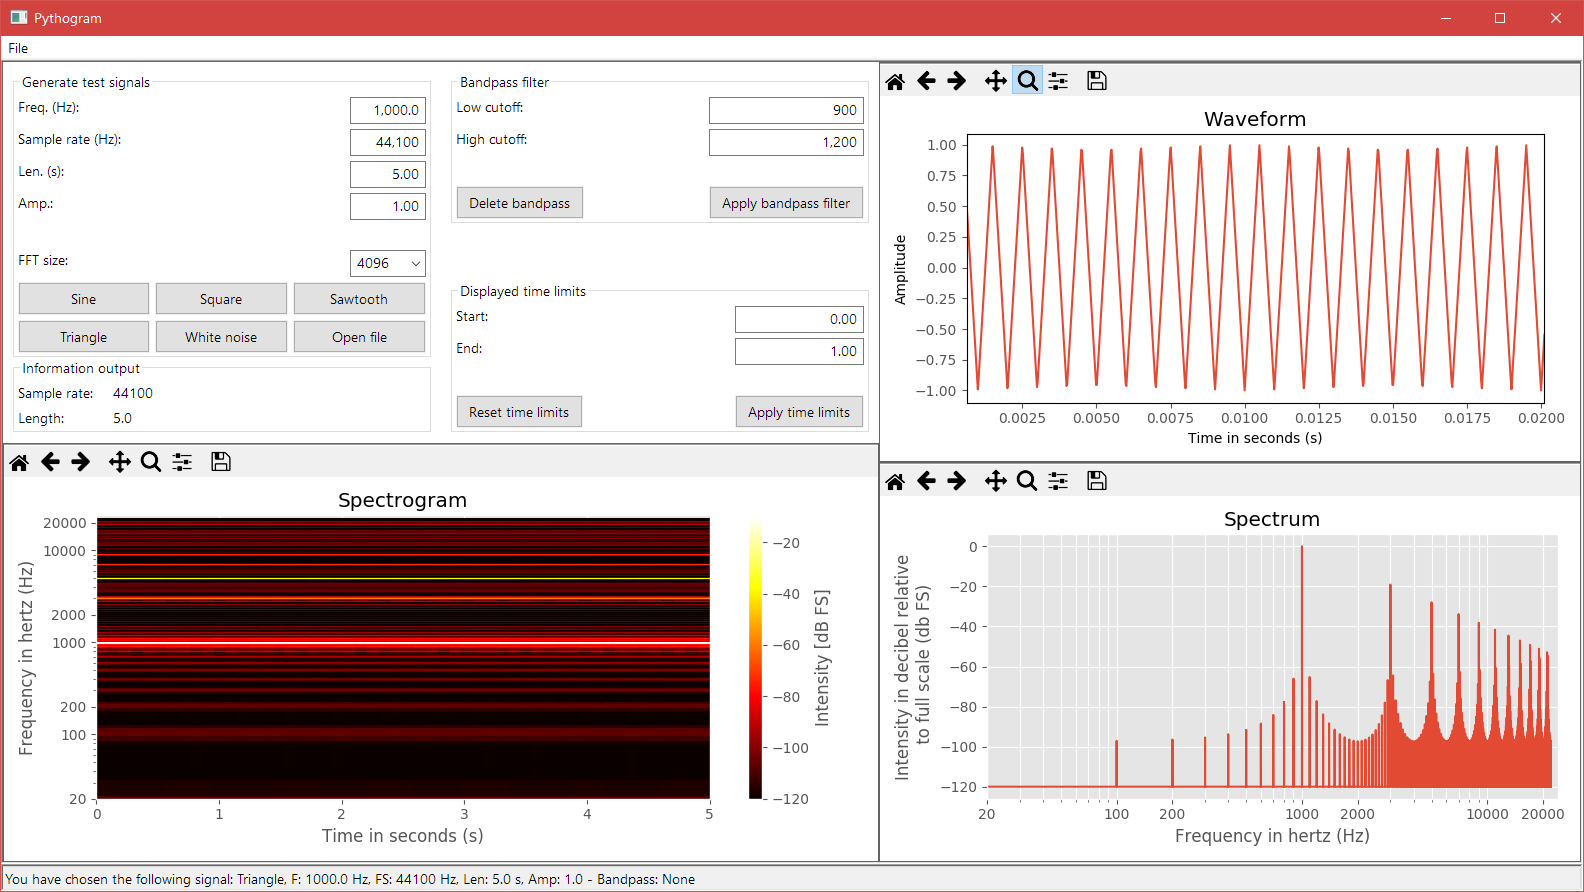 Pythogram
File
Generate test signals
Freq. (Hz): 1,000.0
Sample rate (Hz): 44,100
Len. (s): 5.00
Amp.: 1.00
FFT size: 4096
Sine Square Sawtooth
Triangle White noise Open file
Information output
Sample rate: 44100
Length: 5.0
Bandpass filter
Low cutoff: 900
High cutoff: 1,200
Delete bandpass Apply bandpass filter
Displayed time limits
Start: 0.00
End: 1.00
Reset time limits Apply time limits
Waveform
1.00
0.75
0.50
0.25
0.00
−0.25
−0.50
−0.75
−1.00
Amplitude
0.0025 0.0050 0.0075 0.0100 0.0125 0.0150 0.0175 0.0200
Time in seconds (s)
Spectrogram
20000
10000
2000
1000
200
100
20
Frequency in hertz (Hz)
0 1 2 3 4 5
Time in seconds (s)
−20
−40
−60
−80
−100
−120
Intensity [dB FS]
Spectrum
0
−20
−40
−60
−80
−100
−120
Intensity in decibel relative
to full scale (db FS)
20 100 200 1000 2000 10000 20000
Frequency in hertz (Hz)
You have chosen the following signal: Triangle, F: 1000.0 Hz, FS: 44100 Hz, Len: 5.0 s, Amp: 1.0 - Bandpass: None